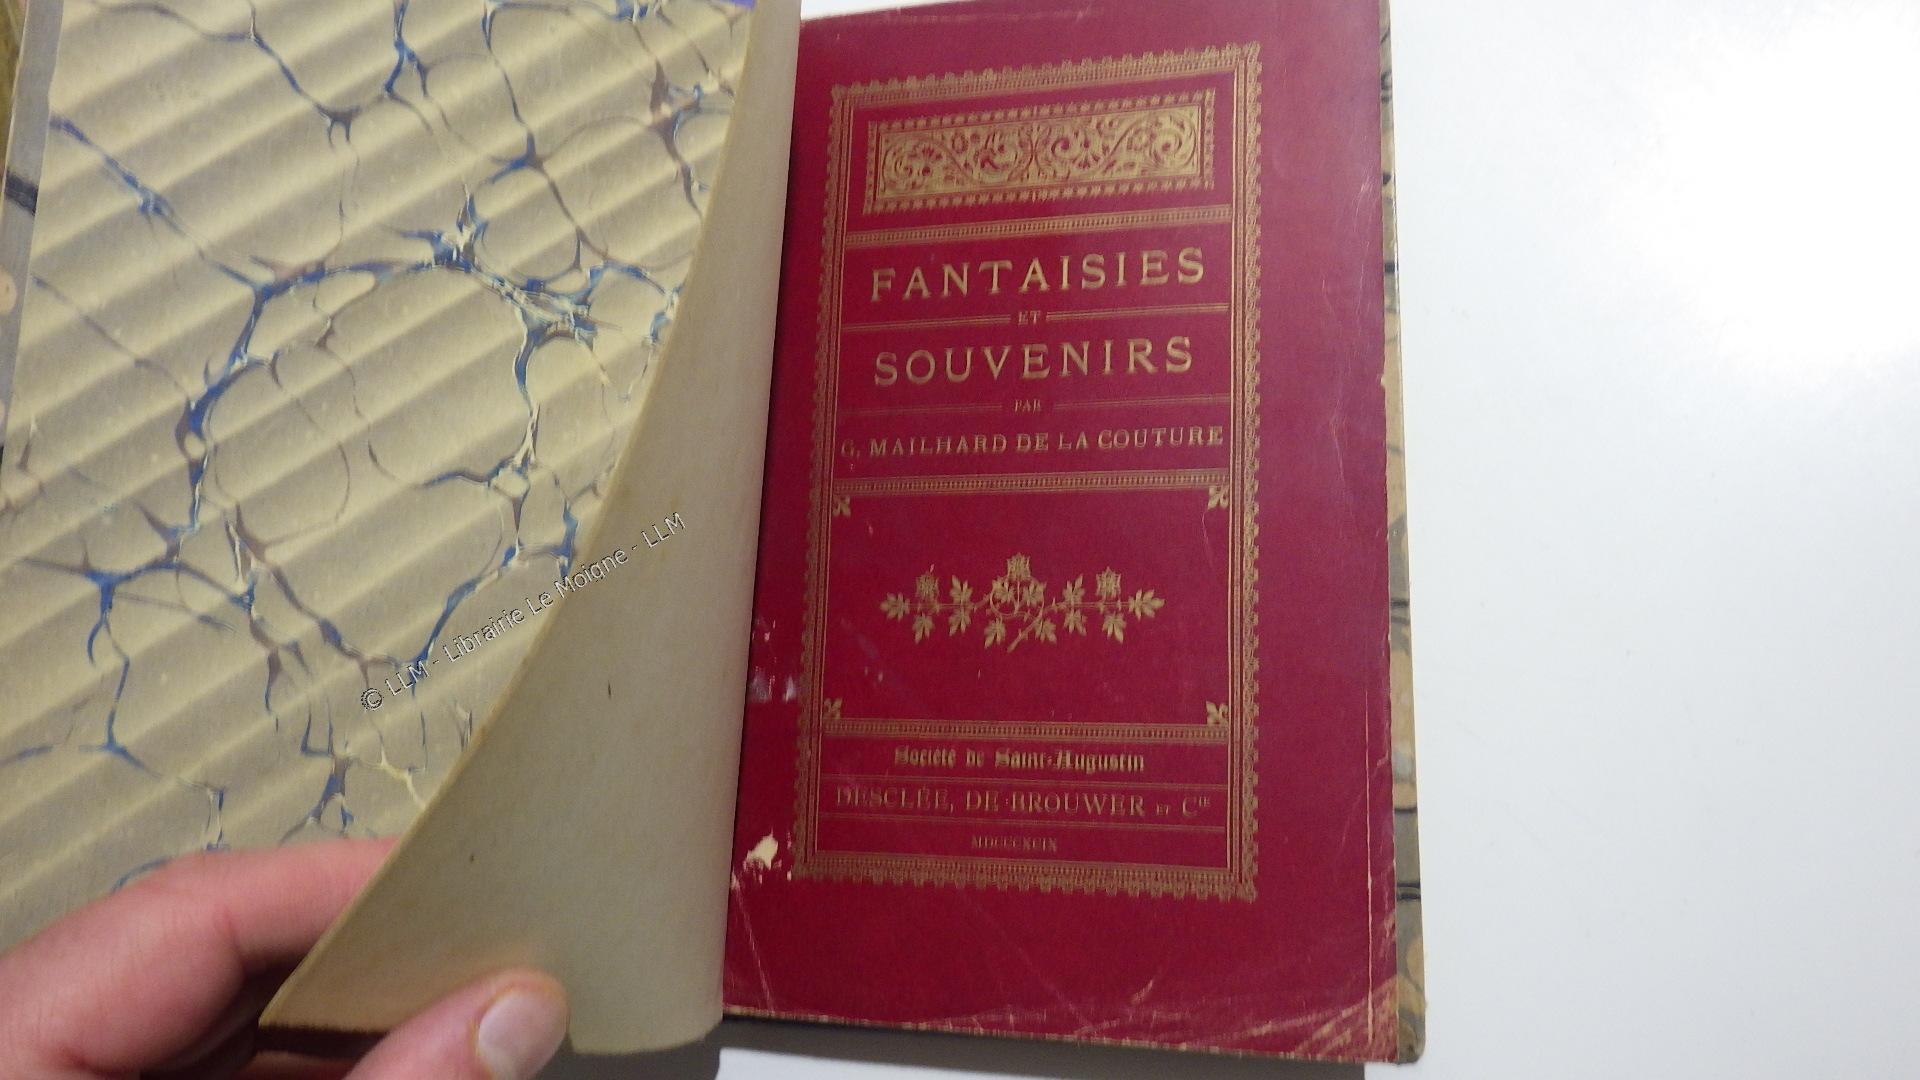 FANTAISIES
ET
SOUVENIRS
PAR
G. MAILHARD DE LA COUTURE
Société de Saint-Augustin
DESCLÉE, DE BROUWER ET CIE
MDCCCXCIX
© LLM - Librairie Le Moigne - LLM